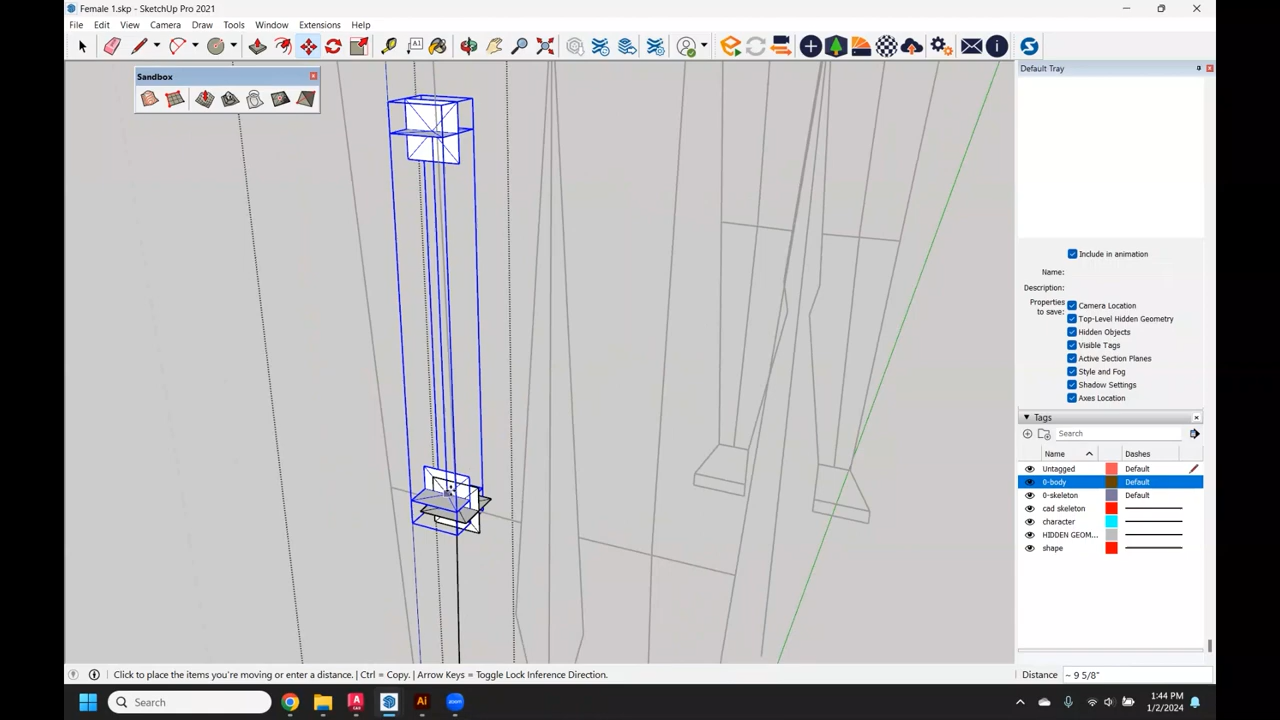 Female 1.skp - SketchUp Pro 2021
File Edit View Camera Draw Tools Window Extensions Help
Sandbox
Default Tray
Include in animation
Name:
Description:
Properties to save:
Camera Location
Top-Level Hidden Geometry
Hidden Objects
Visible Tags
Active Section Planes
Style and Fog
Shadow Settings
Axes Location
Tags
Search
Name Dashes
Untagged Default
0-body Default
0-skeleton Default
cad skeleton
character
HIDDEN GEOM...
shape
Click to place the items you're moving or enter a distance. | Ctrl = Copy. | Arrow Keys = Toggle Lock Inference Direction.
Distance ~ 9 5/8"
Search
1:44 PM
1/2/2024